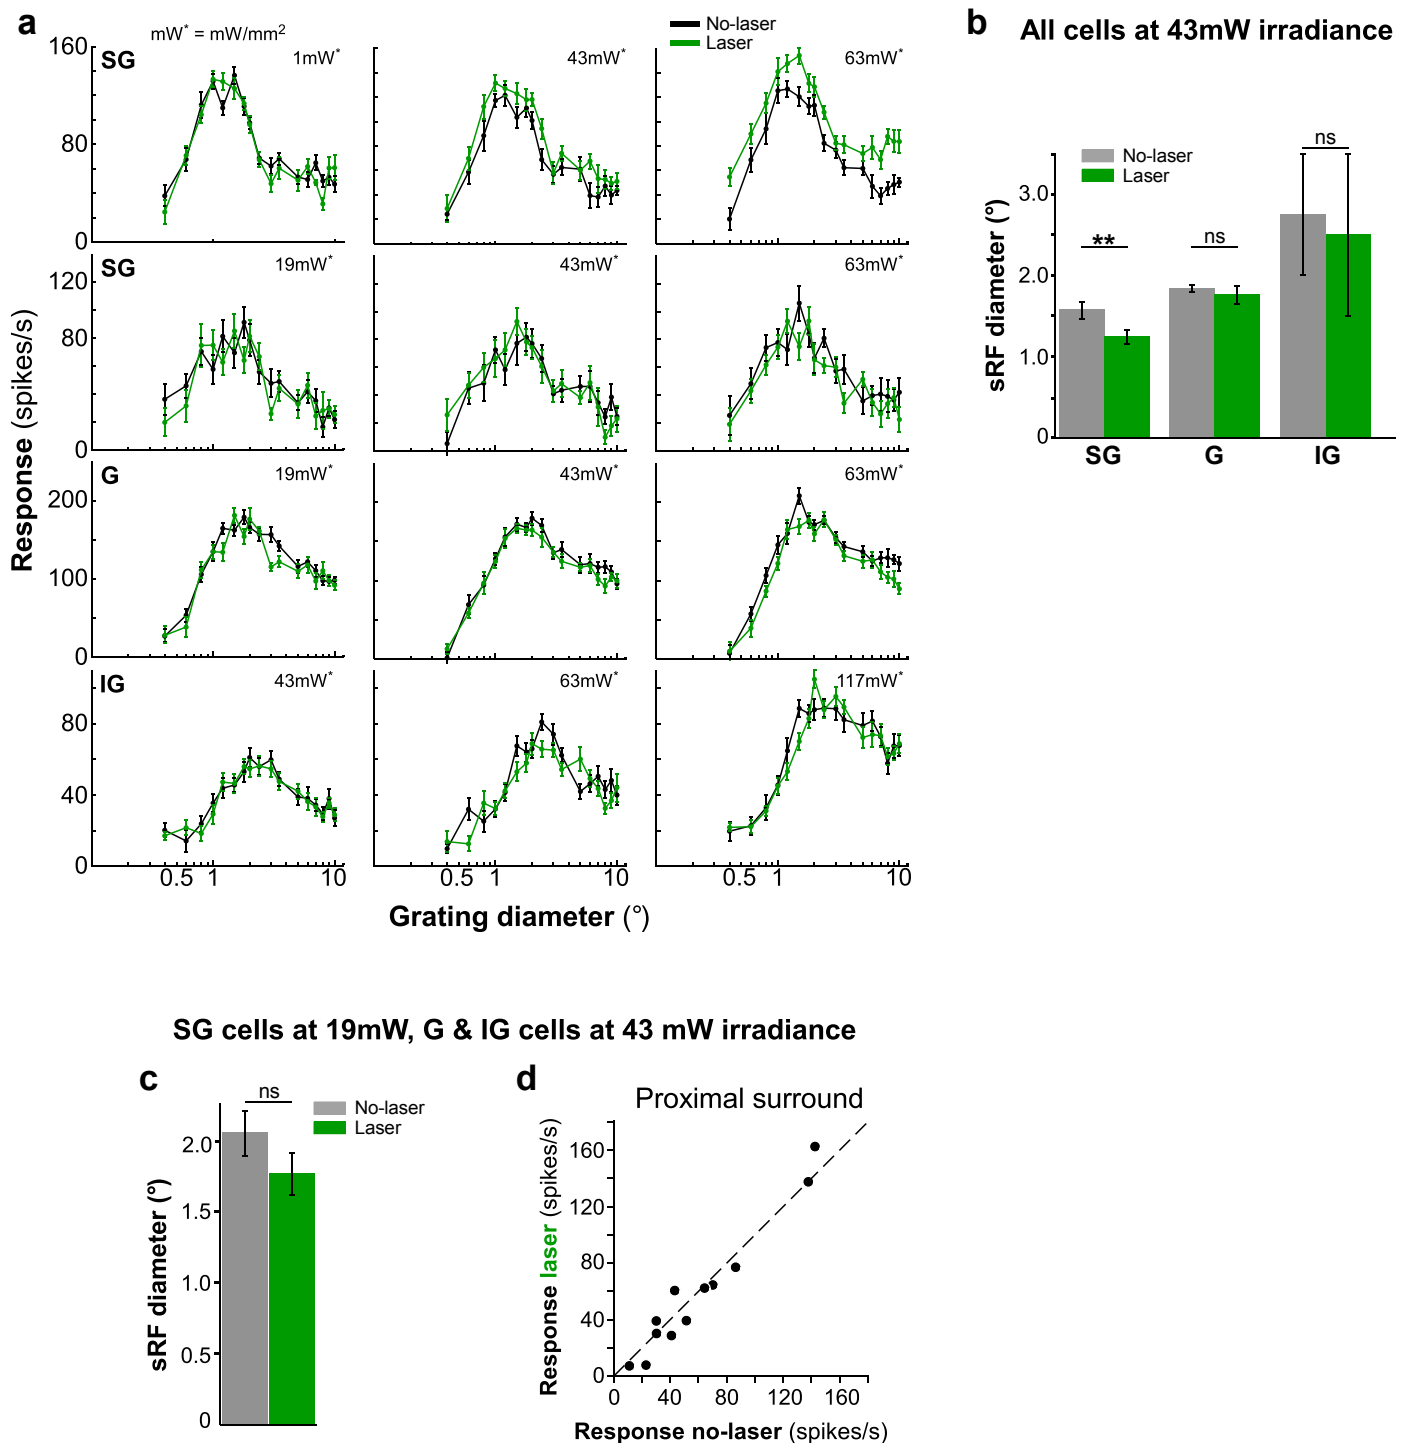 a
mW* = mW/mm²
No-laser
Laser
b
All cells at 43mW irradiance
160
80
0
SG
1mW*
43mW*
63mW*
120
80
40
0
SG
19mW*
43mW*
63mW*
200
100
0
G
19mW*
43mW*
63mW*
80
40
0
IG
43mW*
63mW*
117mW*
0.5 1 10
0.5 1 10
0.5 1 10
Response (spikes/s)
Grating diameter (°)
No-laser
Laser
**
ns
ns
3.0
2.0
1.0
0
sRF diameter (°)
SG
G
IG
SG cells at 19mW, G & IG cells at 43 mW irradiance
c
ns
No-laser
Laser
2.0
1.5
1.0
0.5
0
sRF diameter (°)
d
Proximal surround
160
120
80
40
0
Response laser (spikes/s)
0 40 80 120 160
Response no-laser (spikes/s)